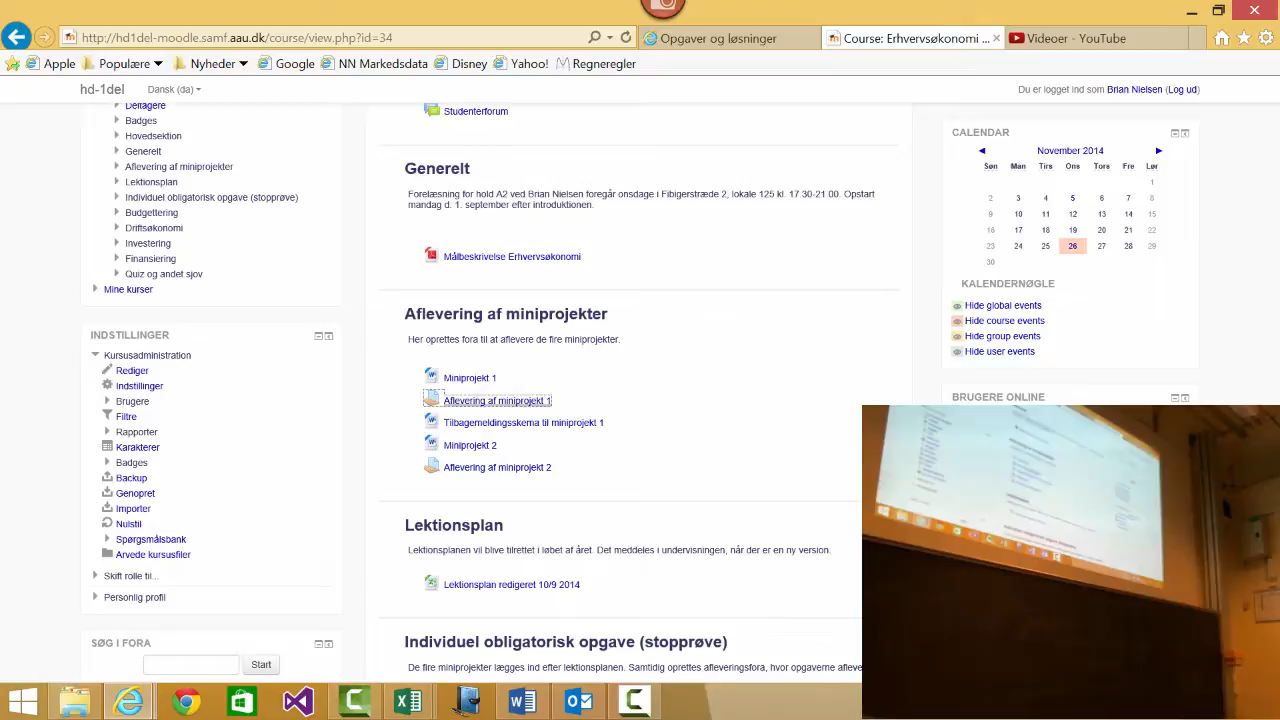 http://hd1del-moodle.samf.aau.dk/course/view.php?id=34
Opgaver og løsninger
Course: Erhvervsøkonomi ...
Videoer - YouTube
Apple
Populære
Nyheder
Google
NN Markedsdata
Disney
Yahoo!
Regneregler
hd-1del
Dansk (da)
Du er logget ind som Brian Nielsen (Log ud)
Deltagere
Badges
Hovedsektion
Generelt
Aflevering af miniprojekter
Lektionsplan
Individuel obligatorisk opgave (stopprøve)
Budgettering
Driftsøkonomi
Investering
Finansiering
Quiz og andet sjov
Mine kurser
INDSTILLINGER
Kursusadministration
Rediger
Indstillinger
Brugere
Filtre
Rapporter
Karakterer
Badges
Backup
Genopret
Importer
Nulstil
Spørgsmålsbank
Arvede kursusfiler
Skift rolle til...
Personlig profil
SØG I FORA
Start
Studenterforum
Generelt
Forelæsning for hold A2 ved Brian Nielsen foregår onsdage i Fibigerstræde 2, lokale 125 kl. 17.30-21.00. Opstart
mandag d. 1. september efter introduktionen.
Målbeskrivelse Erhvervsøkonomi
Aflevering af miniprojekter
Her oprettes fora til at aflevere de fire miniprojekter.
Miniprojekt 1
Aflevering af miniprojekt 1
Tilbagemeldingsskema til miniprojekt 1
Miniprojekt 2
Aflevering af miniprojekt 2
Lektionsplan
Lektionsplanen vil blive tilrettet i løbet af året. Det meddeles i undervisningen, når der er en ny version.
Lektionsplan redigeret 10/9 2014
Individuel obligatorisk opgave (stopprøve)
De fire miniprojekter lægges ind efter lektionsplanen. Samtidig oprettes afleveringsfora, hvor opgaverne afleve
CALENDAR
November 2014
Søn Man Tirs Ons Tors Fre Lør
1
2 3 4 5 6 7 8
9 10 11 12 13 14 15
16 17 18 19 20 21 22
23 24 25 26 27 28 29
30
KALENDERNØGLE
Hide global events
Hide course events
Hide group events
Hide user events
BRUGERE ONLINE